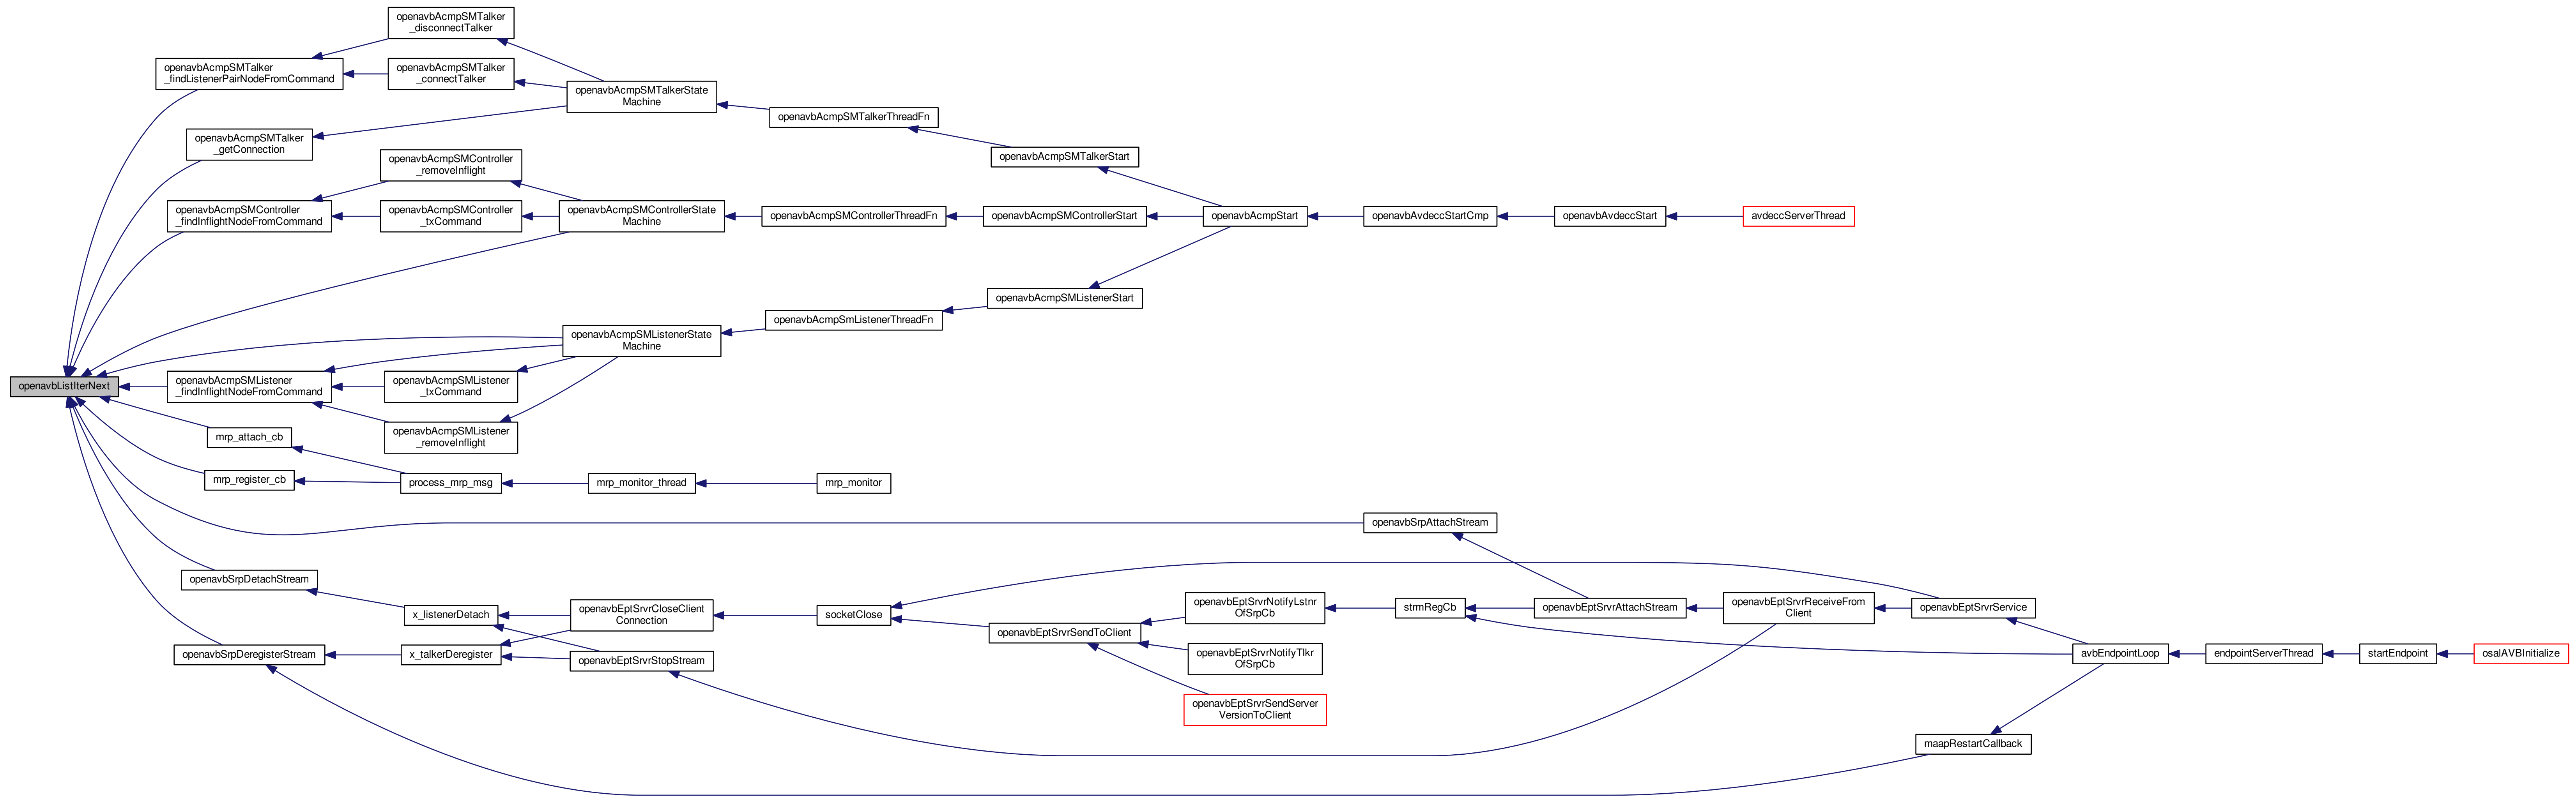 openavbAcmpSMTalker
_disconnectTalker
openavbAcmpSMTalker
_findListenerPairNodeFromCommand
openavbAcmpSMTalker
_connectTalker
openavbAcmpSMTalkerState
Machine
openavbAcmpSMTalkerThreadFn
openavbAcmpSMTalker
_getConnection
openavbAcmpSMTalkerStart
openavbAcmpSMController
_removeInflight
openavbAcmpSMController
_findInflightNodeFromCommand
openavbAcmpSMController
_txCommand
openavbAcmpSMControllerState
Machine
openavbAcmpSMControllerThreadFn
openavbAcmpSMControllerStart
openavbAcmpStart
openavbAvdeccStartCmp
openavbAvdeccStart
avdeccServerThread
openavbAcmpSMListenerStart
openavbAcmpSmListenerThreadFn
openavbAcmpSMListenerState
Machine
openavbListIterNext
openavbAcmpSMListener
_findInflightNodeFromCommand
openavbAcmpSMListener
_txCommand
openavbAcmpSMListener
_removeInflight
mrp_attach_cb
mrp_register_cb
process_mrp_msg
mrp_monitor_thread
mrp_monitor
openavbSrpAttachStream
openavbSrpDetachStream
x_listenerDetach
openavbEptSrvrCloseClient
Connection
socketClose
openavbEptSrvrNotifyLstnr
OfSrpCb
strmRegCb
openavbEptSrvrAttachStream
openavbEptSrvrReceiveFrom
Client
openavbEptSrvrService
openavbEptSrvrSendToClient
openavbSrpDeregisterStream
x_talkerDeregister
openavbEptSrvrStopStream
openavbEptSrvrNotifyTlkr
OfSrpCb
avbEndpointLoop
endpointServerThread
startEndpoint
osalAVBInitialize
openavbEptSrvrSendServer
VersionToClient
maapRestartCallback